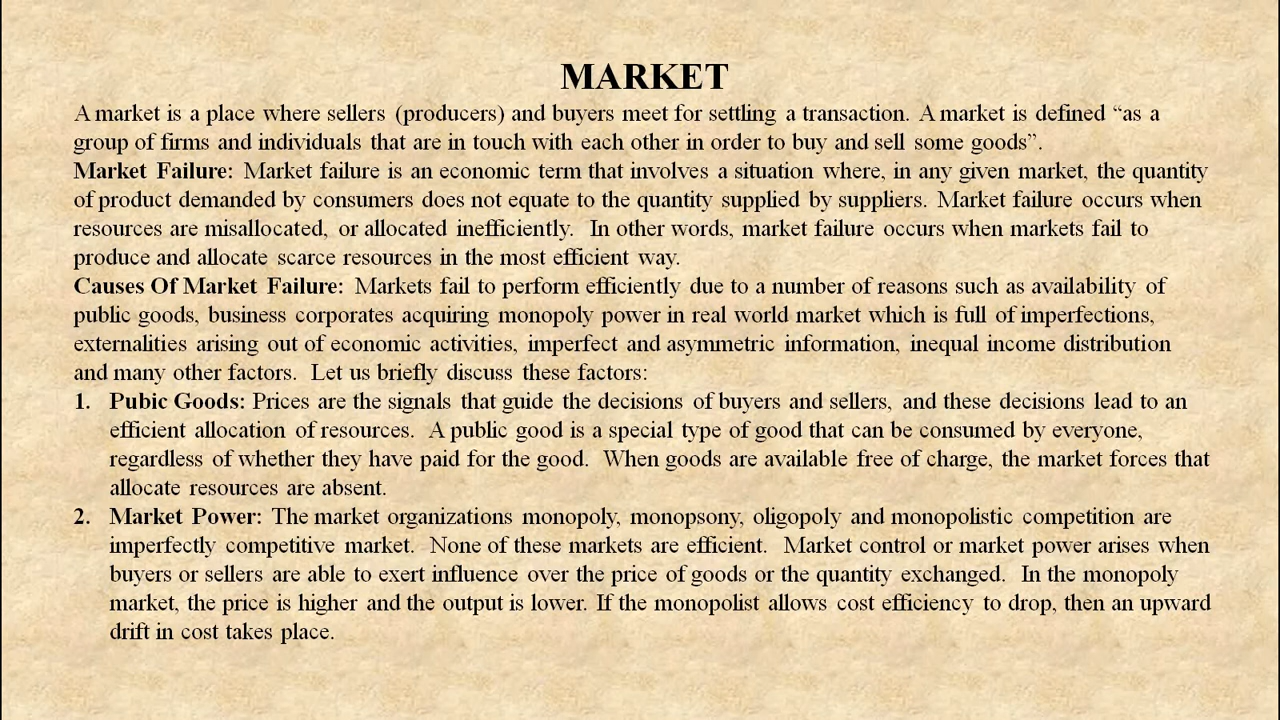 MARKET
A market is a place where sellers (producers) and buyers meet for settling a transaction. A market is defined “as a
group of firms and individuals that are in touch with each other in order to buy and sell some goods”.
Market Failure: Market failure is an economic term that involves a situation where, in any given market, the quantity
of product demanded by consumers does not equate to the quantity supplied by suppliers. Market failure occurs when
resources are misallocated, or allocated inefficiently. In other words, market failure occurs when markets fail to
produce and allocate scarce resources in the most efficient way.
Causes Of Market Failure: Markets fail to perform efficiently due to a number of reasons such as availability of
public goods, business corporates acquiring monopoly power in real world market which is full of imperfections,
externalities arising out of economic activities, imperfect and asymmetric information, inequal income distribution
and many other factors. Let us briefly discuss these factors:
1. Pubic Goods: Prices are the signals that guide the decisions of buyers and sellers, and these decisions lead to an
efficient allocation of resources. A public good is a special type of good that can be consumed by everyone,
regardless of whether they have paid for the good. When goods are available free of charge, the market forces that
allocate resources are absent.
2. Market Power: The market organizations monopoly, monopsony, oligopoly and monopolistic competition are
imperfectly competitive market. None of these markets are efficient. Market control or market power arises when
buyers or sellers are able to exert influence over the price of goods or the quantity exchanged. In the monopoly
market, the price is higher and the output is lower. If the monopolist allows cost efficiency to drop, then an upward
drift in cost takes place.